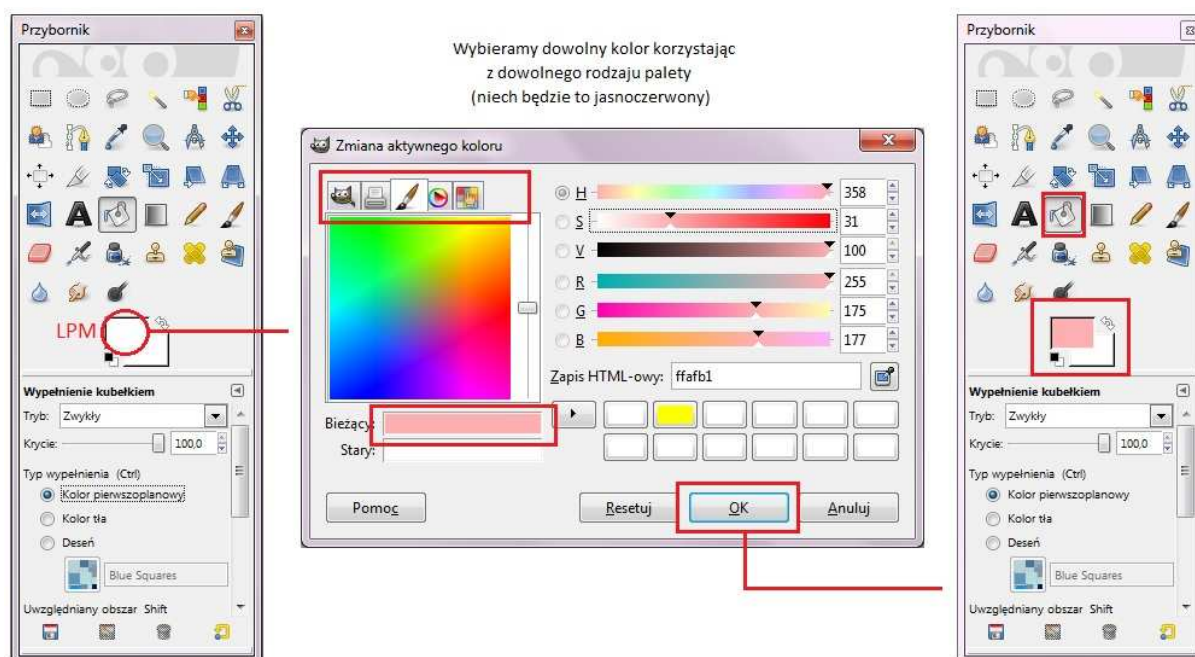 Przybornik
LPM
Wypełnienie kubełkiem
Tryb: Zwykły
Krycie: 100,0
Typ wypełnienia (Ctrl)
Kolor pierwszoplanowy
Kolor tła
Deseń
Blue Squares
Uwzględniany obszar Shift
Wybieramy dowolny kolor korzystając
z dowolnego rodzaju palety
(niech będzie to jasnoczerwony)
Zmiana aktywnego koloru
H 358
S 31
V 100
R 255
G 175
B 177
Zapis HTML-owy: ffafb1
Bieżący:
Stary:
Pomoc
Resetuj
OK
Anuluj
Przybornik
Wypełnienie kubełkiem
Tryb: Zwykły
Krycie: 100,0
Typ wypełnienia (Ctrl)
Kolor pierwszoplanowy
Kolor tła
Deseń
Blue Squares
Uwzględniany obszar Shift